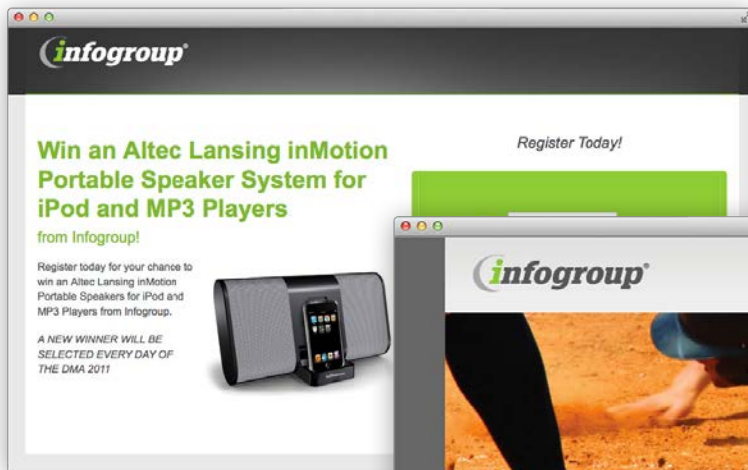 infogroup®
Win an Altec Lansing inMotion
Portable Speaker System for
iPod and MP3 Players
from Infogroup!
Register today for your chance to
win an Altec Lansing inMotion
Portable Speakers for iPod and
MP3 Players from Infogroup.
A NEW WINNER WILL BE
SELECTED EVERY DAY OF
THE DMA 2011
Register Today!
infogroup®